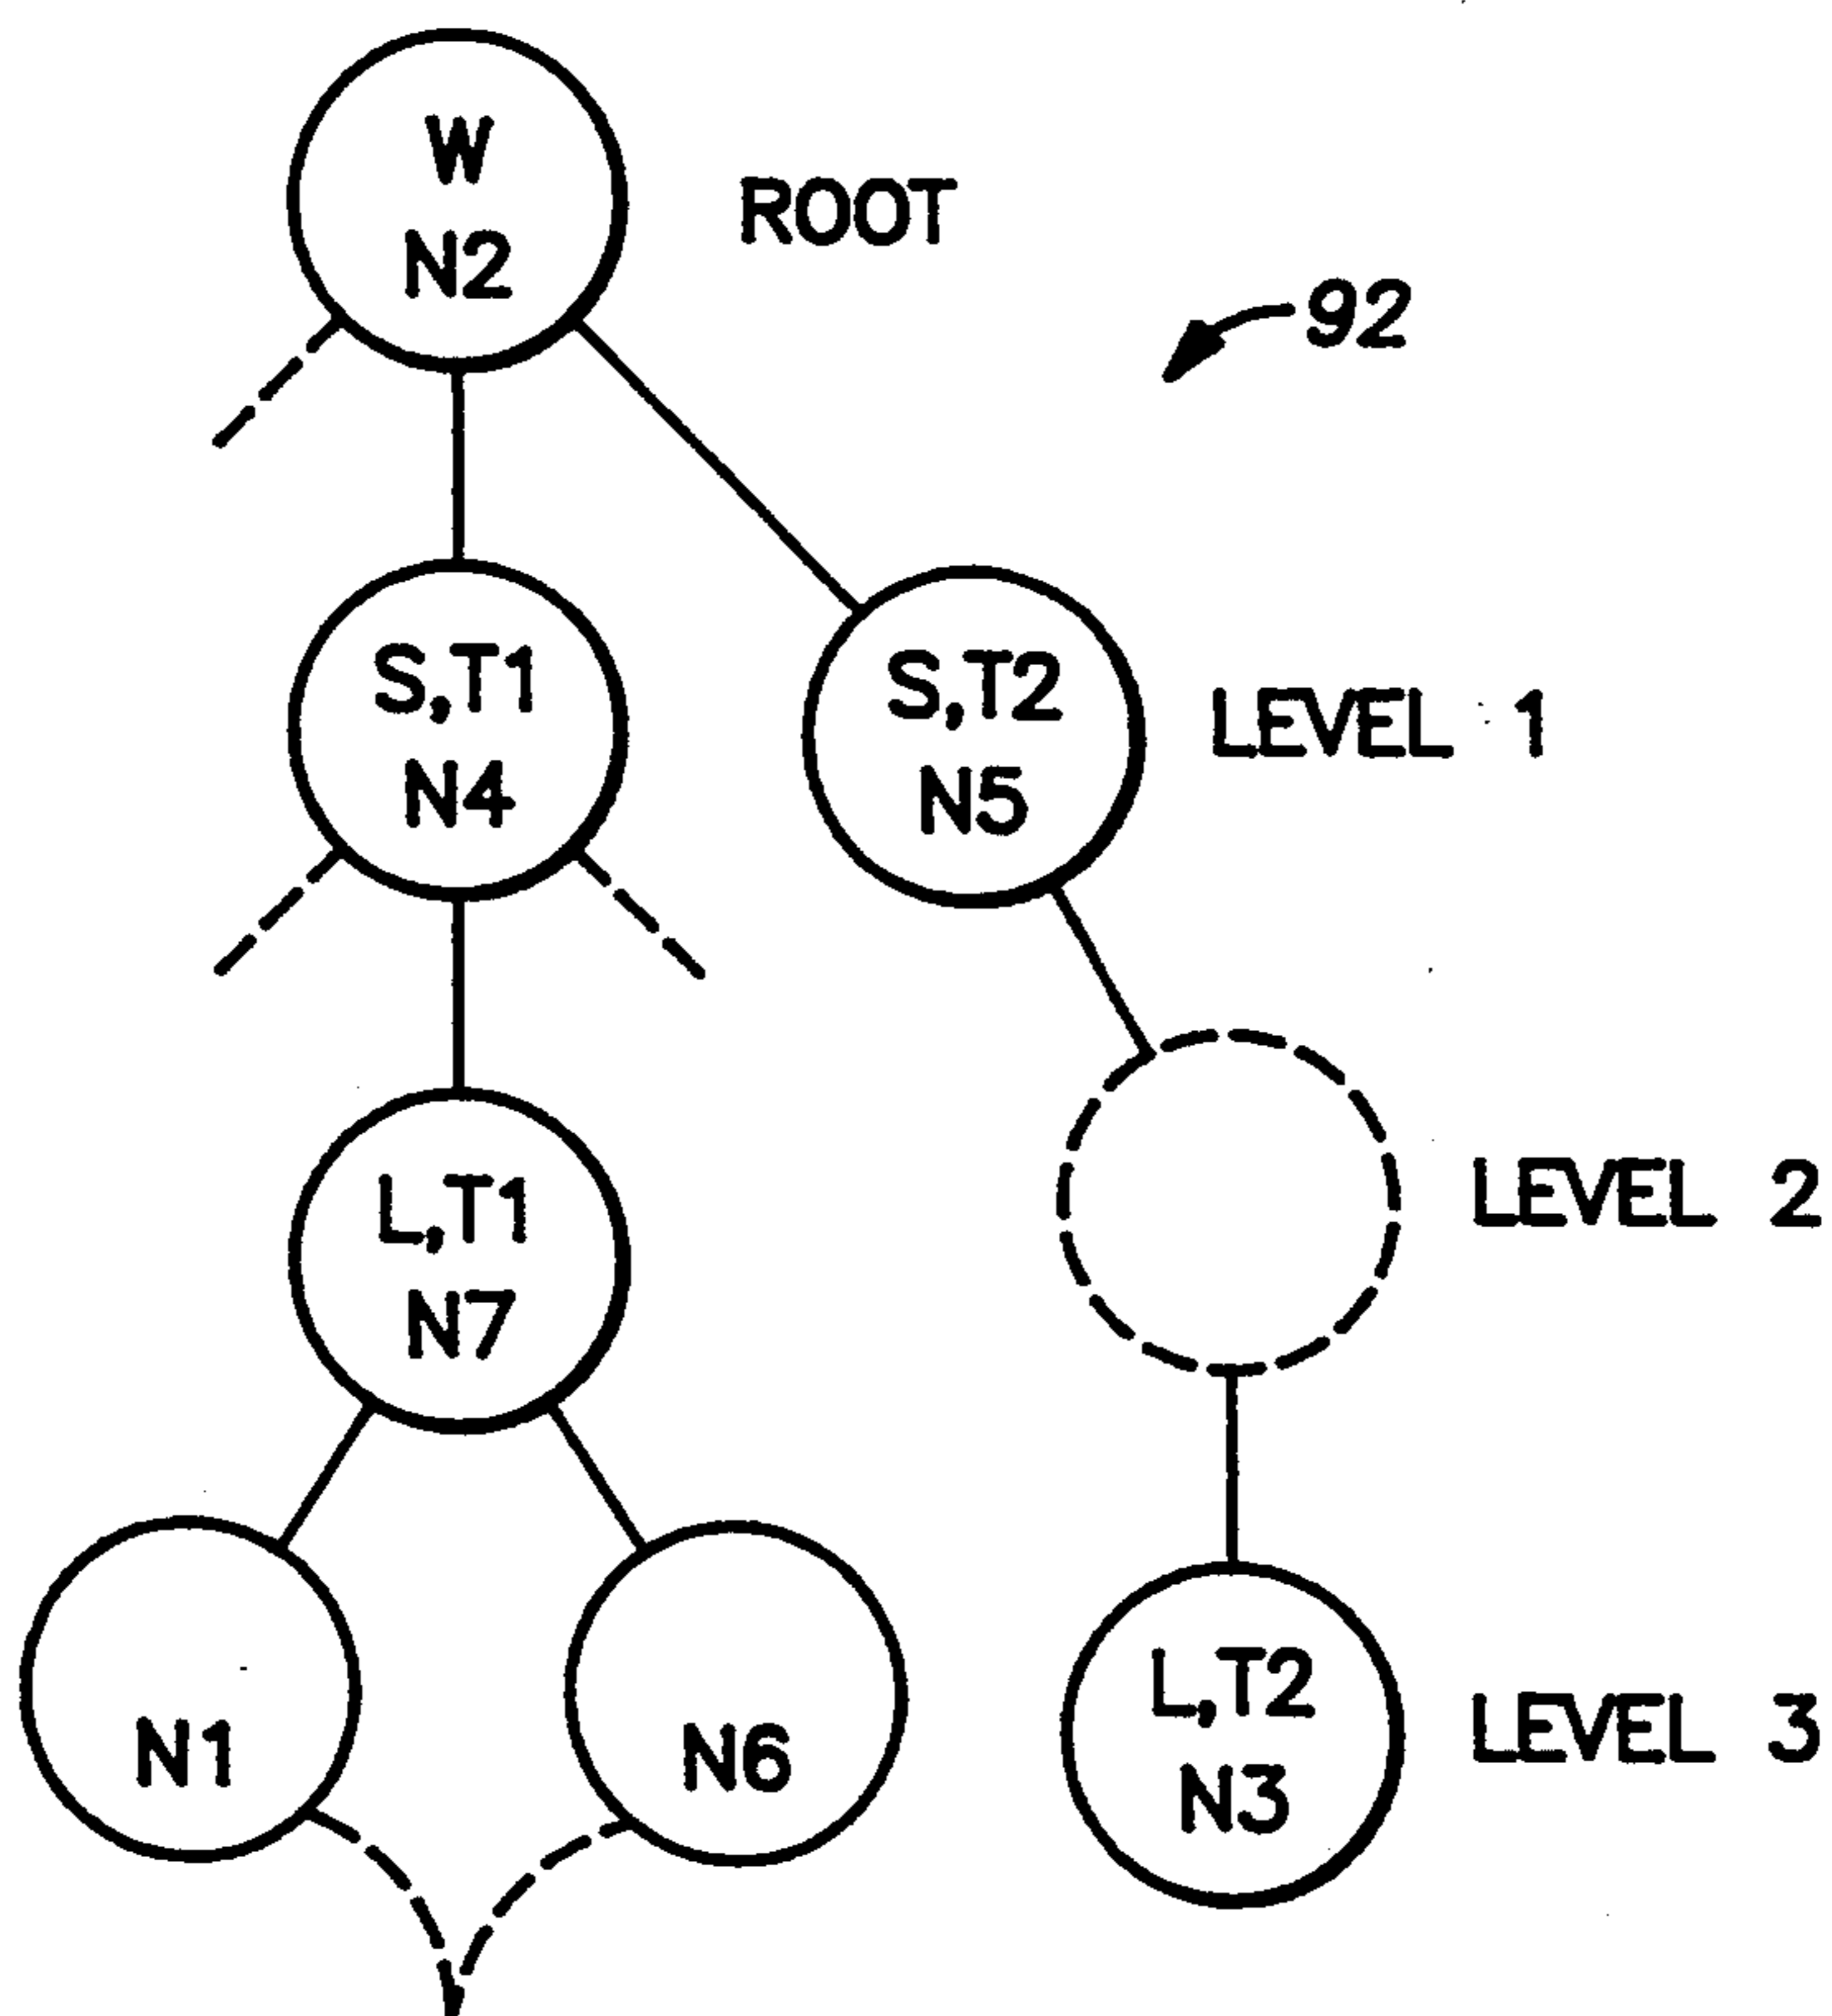 W
N2
ROOT
92
S,T1
N4
S,T2
N5
LEVEL 1
L,T1
N7
LEVEL 2
N1
N6
L,T2
N3
LEVEL 3